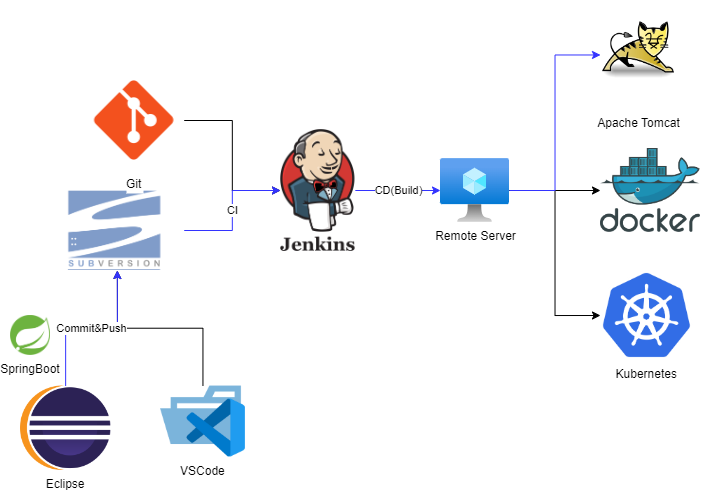 Apache Tomcat
Git
docker
CI
Jenkins
CD(Build)
Remote Server
SUBVERSION
Commit&Push
SpringBoot
Kubernetes
Eclipse
VSCode